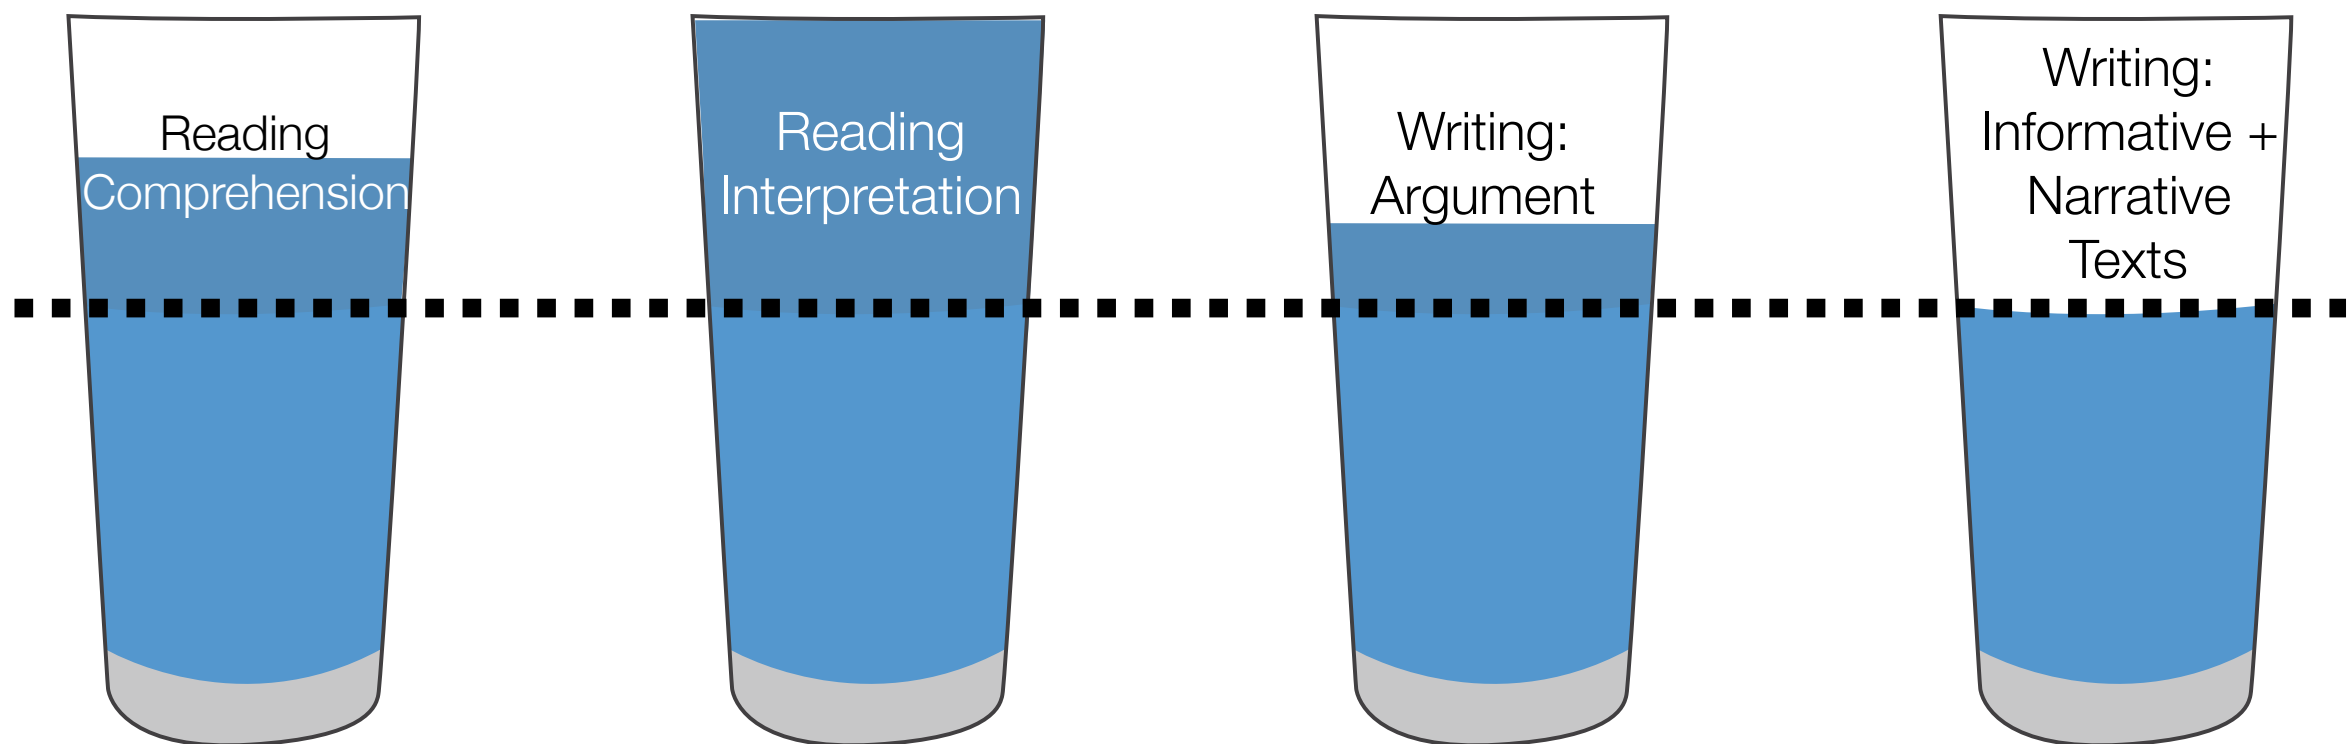 Reading
Comprehension
Reading
Interpretation
Writing:
Argument
Writing:
Informative +
Narrative
Texts